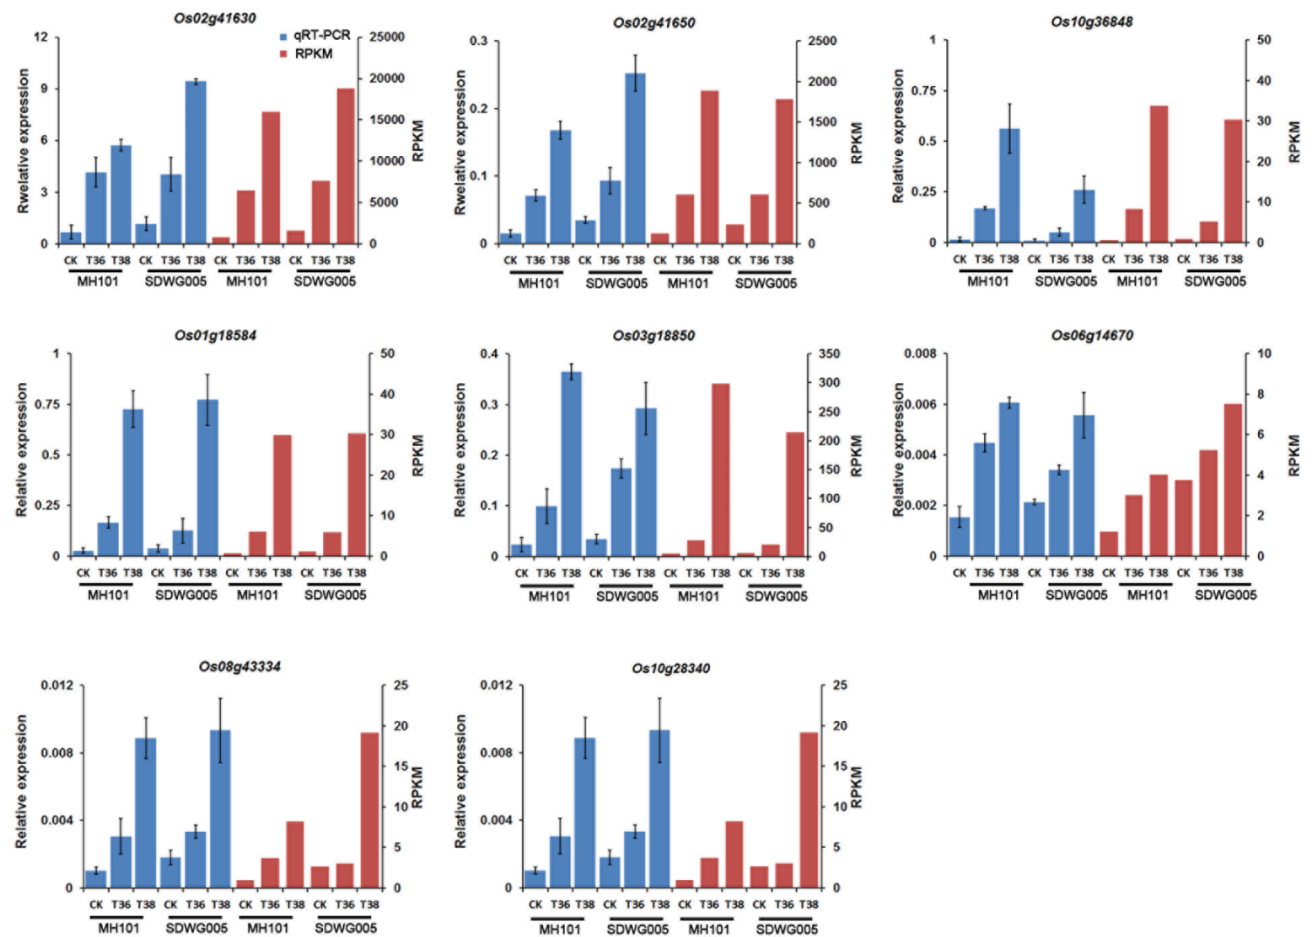 Os02g41630
qRT-PCR
RPKM
12
9
6
3
0
Rwelative expression
25000
20000
15000
10000
5000
0
RPKM
CK T36 T38 CK T36 T38 CK T36 T38 CK T36 T38
MH101 SDWG005 MH101 SDWG005
Os02g41650
0.3
0.2
0.1
0
Rwelative expression
2500
2000
1500
1000
500
0
RPKM
CK T36 T38 CK T36 T38 CK T36 T38 CK T36 T38
MH101 SDWG005 MH101 SDWG005
Os10g36848
1
0.75
0.5
0.25
0
Relative expression
50
40
30
20
10
0
RPKM
CK T36 T38 CK T36 T38 CK T36 T38 CK T36 T38
MH101 SDWG005 MH101 SDWG005
Os01g18584
1
0.75
0.5
0.25
0
Relative expression
50
40
30
20
10
0
RPKM
CK T36 T38 CK T36 T38 CK T36 T38 CK T36 T38
MH101 SDWG005 MH101 SDWG005
Os03g18850
0.4
0.3
0.2
0.1
0
Relative expression
350
300
250
200
150
100
50
0
RPKM
CK T36 T38 CK T36 T38 CK T36 T38 CK T36 T38
MH101 SDWG005 MH101 SDWG005
Os06g14670
0.008
0.006
0.004
0.002
0
Relative expression
10
8
6
4
2
0
RPKM
CK T36 T38 CK T36 T38 CK T36 T38 CK T36 T38
MH101 SDWG005 MH101 SDWG005
Os08g43334
0.012
0.008
0.004
0
Relative expression
25
20
15
10
5
0
RPKM
CK T36 T38 CK T36 T38 CK T36 T38 CK T36 T38
MH101 SDWG005 MH101 SDWG005
Os10g28340
0.012
0.008
0.004
0
Relative expression
25
20
15
10
5
0
RPKM
CK T36 T38 CK T36 T38 CK T36 T38 CK T36 T38
MH101 SDWG005 MH101 SDWG005